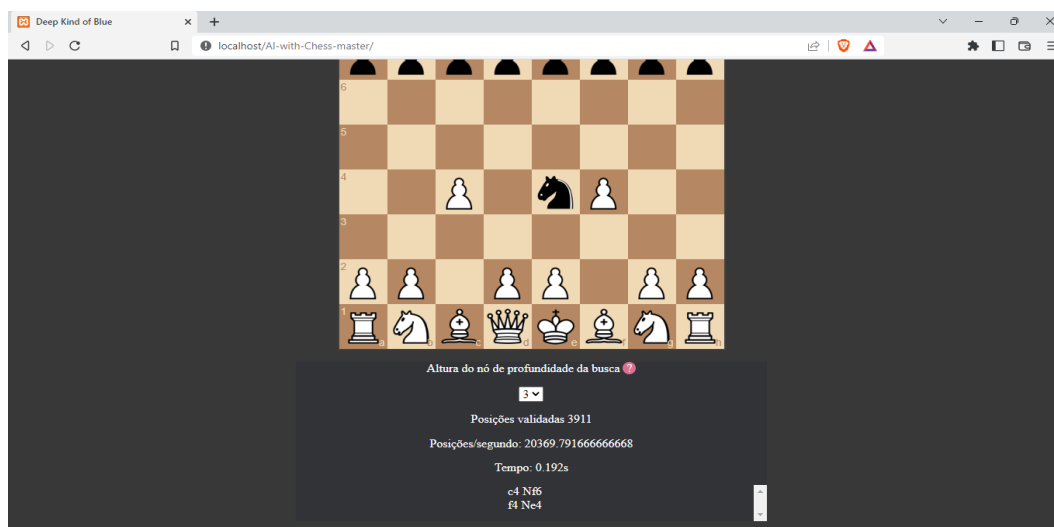 Deep Kind of Blue
localhost/AI-with-Chess-master/
6
5
4
3
2
1
a b c d e f g h
Altura do nó de profundidade da busca ?
3
Posições validadas 3911
Posições/segundo: 20369.791666666668
Tempo: 0.192s
c4 Nf6
f4 Ne4